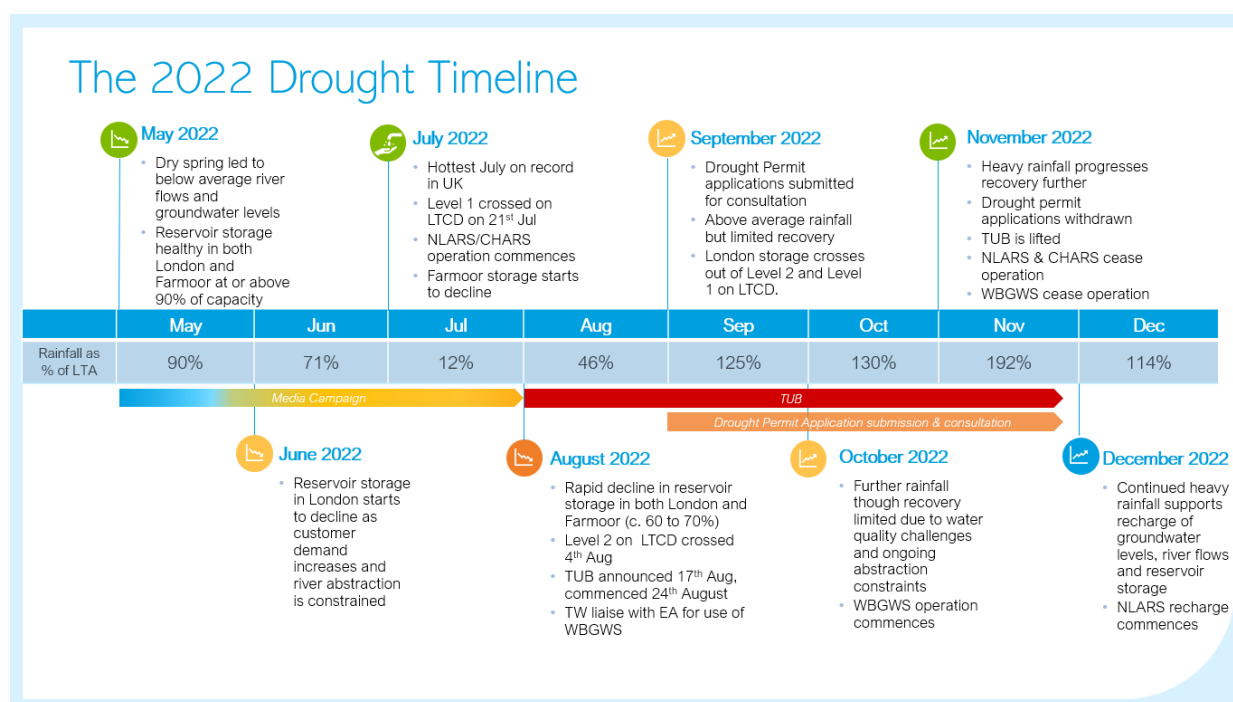 The 2022 Drought Timeline
May 2022
• Dry spring led to
below average river
flows and
groundwater levels
• Reservoir storage
healthy in both
London and
Farmoor at or above
90% of capacity
July 2022
• Hottest July on record
in UK
• Level 1 crossed on
LTCD on 21st Jul
• NLARS/CHARS
operation commences
• Farmoor storage starts
to decline
September 2022
• Drought Permit
applications submitted
for consultation
• Above average rainfall
but limited recovery
• London storage crosses
out of Level 2 and Level
1 on LTCD.
November 2022
• Heavy rainfall progresses
recovery further
• Drought permit
applications withdrawn
• TUB is lifted
• NLARS & CHARS cease
operation
• WBGWS cease operation
May Jun Jul Aug Sep Oct Nov Dec
Rainfall as
% of LTA
90% 71% 12% 46% 125% 130% 192% 114%
Media Campaign
TUB
Drought Permit Application submission & consultation
June 2022
• Reservoir storage
in London starts
to decline as
customer
demand
increases and
river abstraction
is constrained
August 2022
• Rapid decline in reservoir
storage in both London and
Farmoor (c. 60 to 70%)
• Level 2 on LTCD crossed
4th Aug
• TUB announced 17th Aug,
commenced 24th August
• TW liaise with EA for use of
WBGWS
October 2022
• Further rainfall
though recovery
limited due to water
quality challenges
and ongoing
abstraction
constraints
• WBGWS operation
commences
December 2022
• Continued heavy
rainfall supports
recharge of
groundwater
levels, river flows
and reservoir
storage
• NLARS recharge
commences